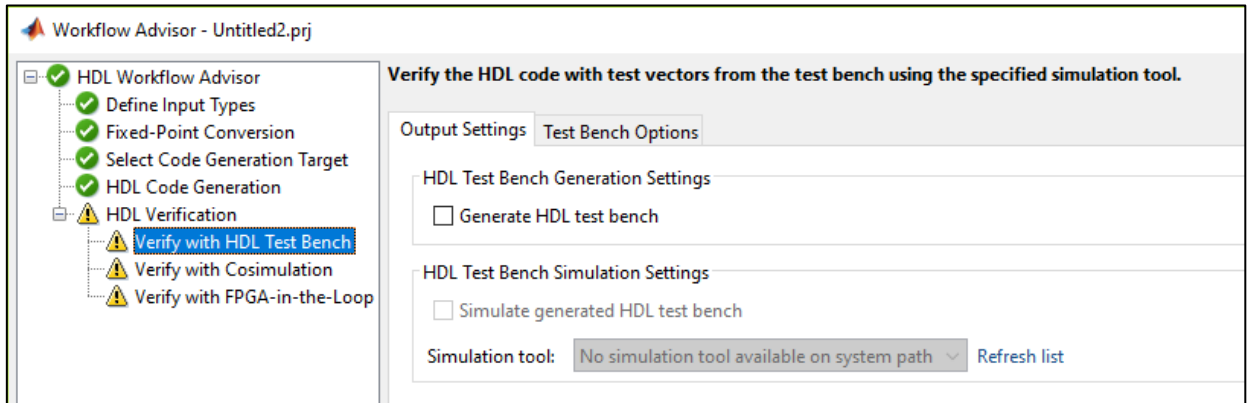 Workflow Advisor - Untitled2.prj
HDL Workflow Advisor
Define Input Types
Fixed-Point Conversion
Select Code Generation Target
HDL Code Generation
HDL Verification
Verify with HDL Test Bench
Verify with Cosimulation
Verify with FPGA-in-the-Loop
Verify the HDL code with test vectors from the test bench using the specified simulation tool.
Output Settings Test Bench Options
HDL Test Bench Generation Settings
Generate HDL test bench
HDL Test Bench Simulation Settings
Simulate generated HDL test bench
Simulation tool: No simulation tool available on system path Refresh list